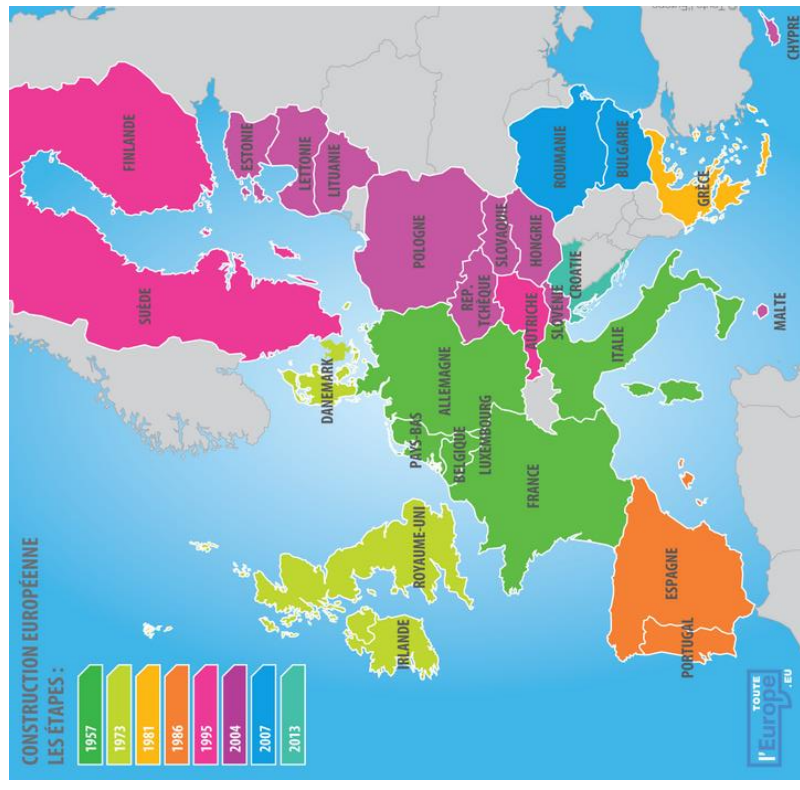 CONSTRUCTION EUROPÉENNE
LES ÉTAPES :
1957
1973
1981
1986
1995
2004
2007
2013
FINLANDE
SUÈDE
ESTONIE
LETTONIE
LITUANIE
DANEMARK
IRLANDE
ROYAUME-UNI
PAYS-BAS
BELGIQUE
LUXEMBOURG
ALLEMAGNE
POLOGNE
RÉP.
TCHÈQUE
SLOVAQUIE
AUTRICHE
HONGRIE
SLOVÉNIE
CROATIE
ROUMANIE
BULGARIE
FRANCE
ITALIE
ESPAGNE
PORTUGAL
GRÈCE
MALTE
CHYPRE
TOUTE
l'Europe
.EU